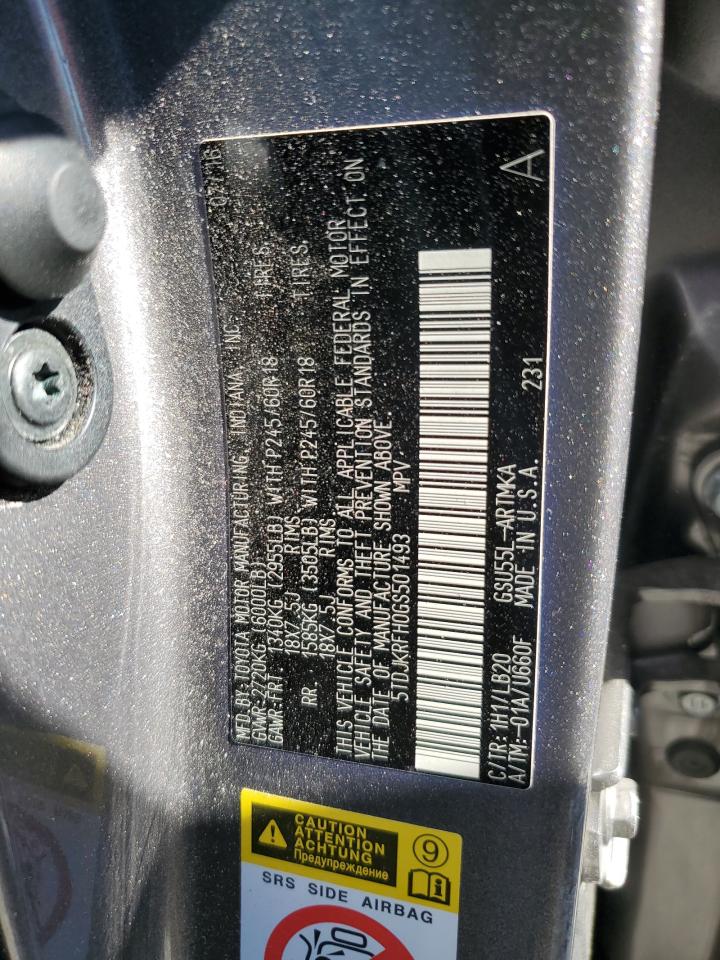 MFD.BY: TOYOTA MOTOR MANUFACTURING, INDIANA, INC. 07/16
GVWR 2720KG (6000LB)
GAWR FRT 1340KG (2955LB) WITH P245/60R18 TIRES,
18X7.5J RIMS
RR 1585KG (3505LB) WITH P245/60R18 TIRES,
18X7.5J RIMS
THIS VEHICLE CONFORMS TO ALL APPLICABLE FEDERAL MOTOR
VEHICLE SAFETY AND THEFT PREVENTION STANDARDS IN EFFECT ON
THE DATE OF MANUFACTURE SHOWN ABOVE.
5TDJKRFH0GS501493 MPV
C/TR: 1H1/LB20 GSU55L-ARTMKA 231 A
A/TM:-01A/U660F MADE IN U.S.A.
CAUTION
ATTENTION
ACHTUNG
Предупреждение
9
SRS SIDE AIRBAG